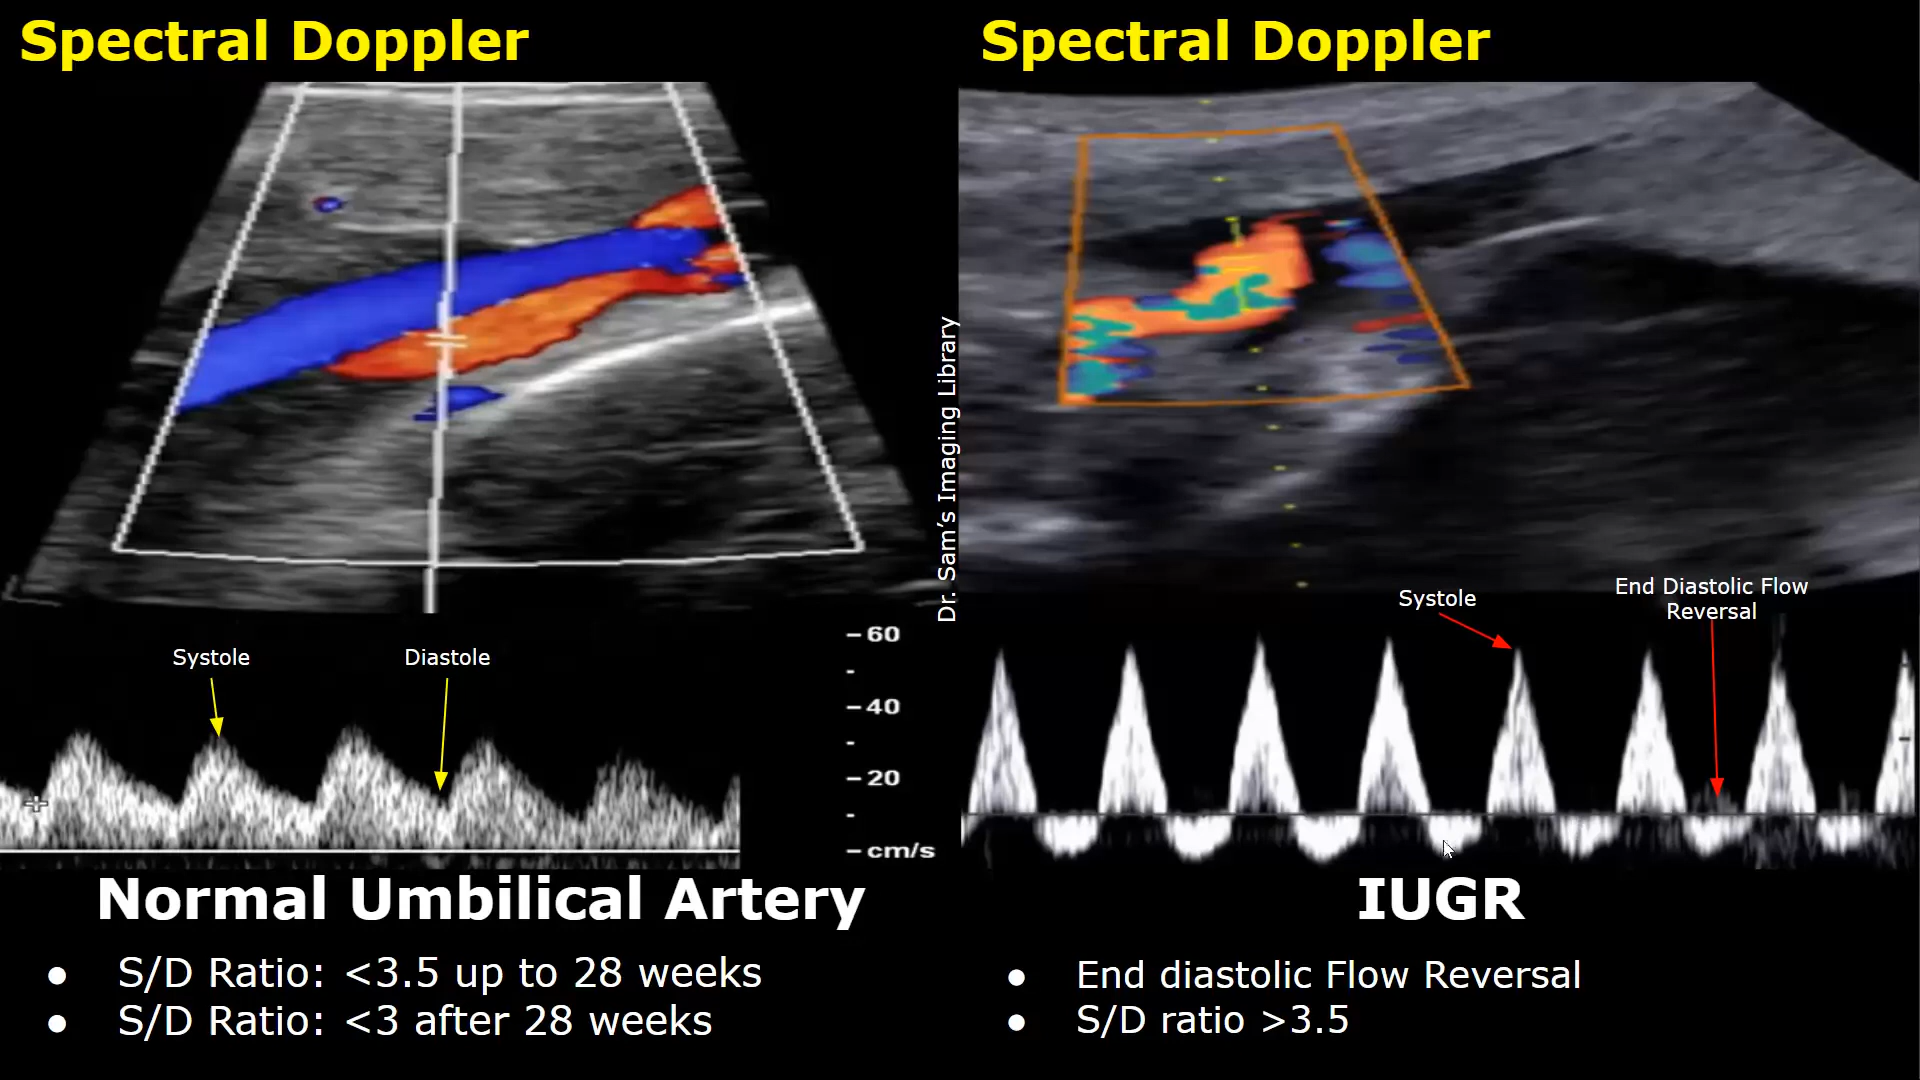 Spectral Doppler
Systole
Diastole
60
40
20
cm/s
Normal Umbilical Artery
● S/D Ratio: <3.5 up to 28 weeks
● S/D Ratio: <3 after 28 weeks
Dr. Sam's Imaging Library
Spectral Doppler
Systole
End Diastolic Flow
Reversal
IUGR
● End diastolic Flow Reversal
● S/D ratio >3.5